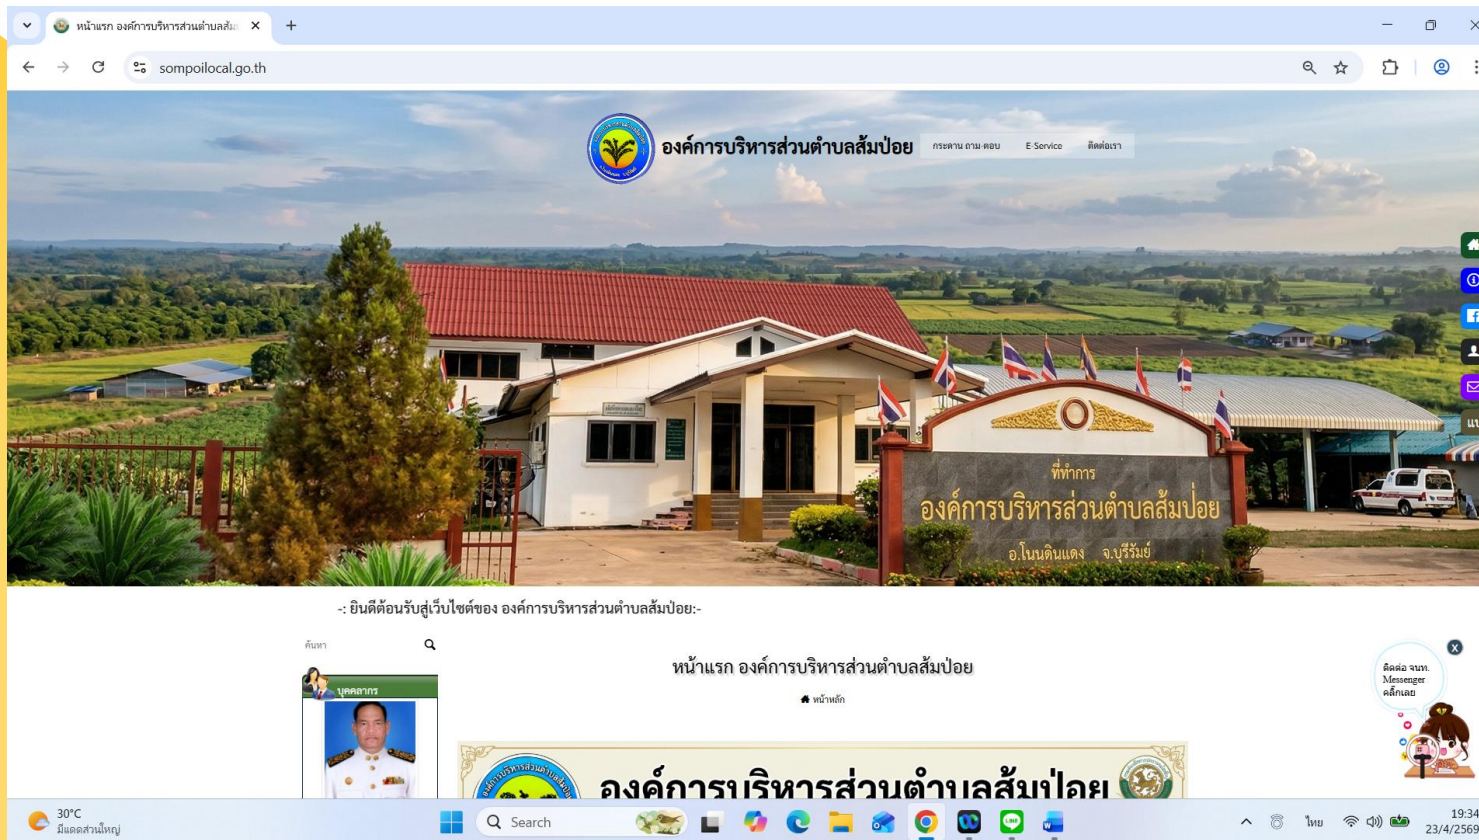 หน้าแรก องค์การบริหารส่วนตำบลส้ม
sompoilocal.go.th
องค์การบริหารส่วนตำบลส้มป่อย
กระดาน ถาม-ตอบ E-Service ติดต่อเรา
ที่ทำการ
องค์การบริหารส่วนตำบลส้มป่อย
อ.โนนดินแดง จ.บุรีรัมย์
-: ยินดีต้อนรับสู่เว็บไซต์ของ องค์การบริหารส่วนตำบลส้มป่อย:-
ค้นหา
หน้าแรก องค์การบริหารส่วนตำบลส้มป่อย
หน้าหลัก
บุคคลากร
ติดต่อ จนท.
Messenger
คลิ๊กเลย
องค์การบริหารส่วนตำบลส้มป่อย
30°C
มีแดดส่วนใหญ่
Search
ไทย
19:34
23/4/2569